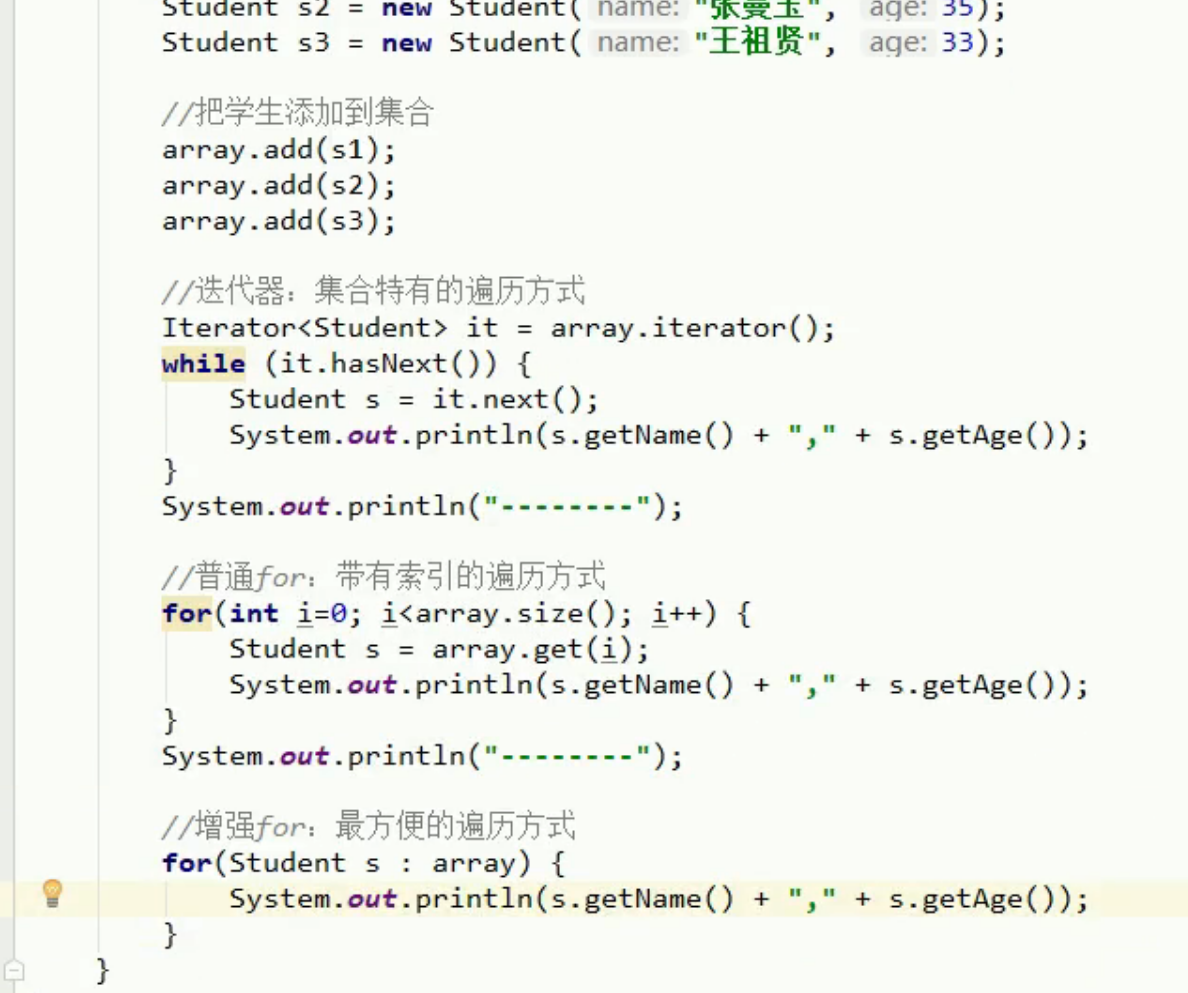 Student s2 = new Student( name: "张曼玉", age: 35);
Student s3 = new Student( name: "王祖贤", age: 33);
//把学生添加到集合
array.add(s1);
array.add(s2);
array.add(s3);
//迭代器：集合特有的遍历方式
Iterator<Student> it = array.iterator();
while (it.hasNext()) {
Student s = it.next();
System.out.println(s.getName() + "," + s.getAge());
}
System.out.println("--------");
//普通for：带有索引的遍历方式
for(int i=0; i<array.size(); i++) {
Student s = array.get(i);
System.out.println(s.getName() + "," + s.getAge());
}
System.out.println("--------");
//增强for：最方便的遍历方式
for(Student s : array) {
System.out.println(s.getName() + "," + s.getAge());
}
}